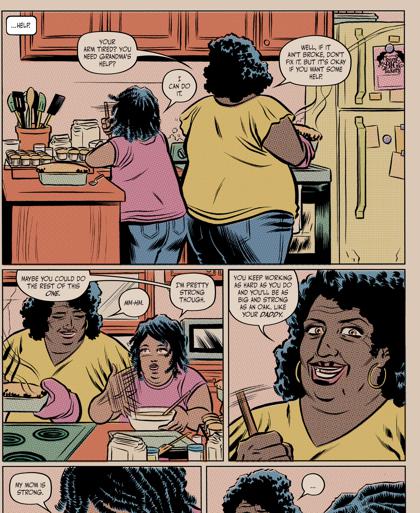 ...HELP.
YOUR
ARM TIRED? YOU
NEED GRANDMA'S
HELP?
I
CAN DO
IT.
WELL, IF IT
AIN'T BROKE, DON'T
FIX IT. BUT IT'S OKAY
IF YOU WANT SOME
HELP.
MAYBE YOU COULD DO
THE REST OF THIS
ONE.
MM-HM.
I'M PRETTY
STRONG
THOUGH.
YOU KEEP WORKING
AS HARD AS YOU DO
AND YOU'LL BE AS
BIG AND STRONG
AS AN OAK. LIKE
YOUR DADDY.
MY MOM IS
STRONG.
...